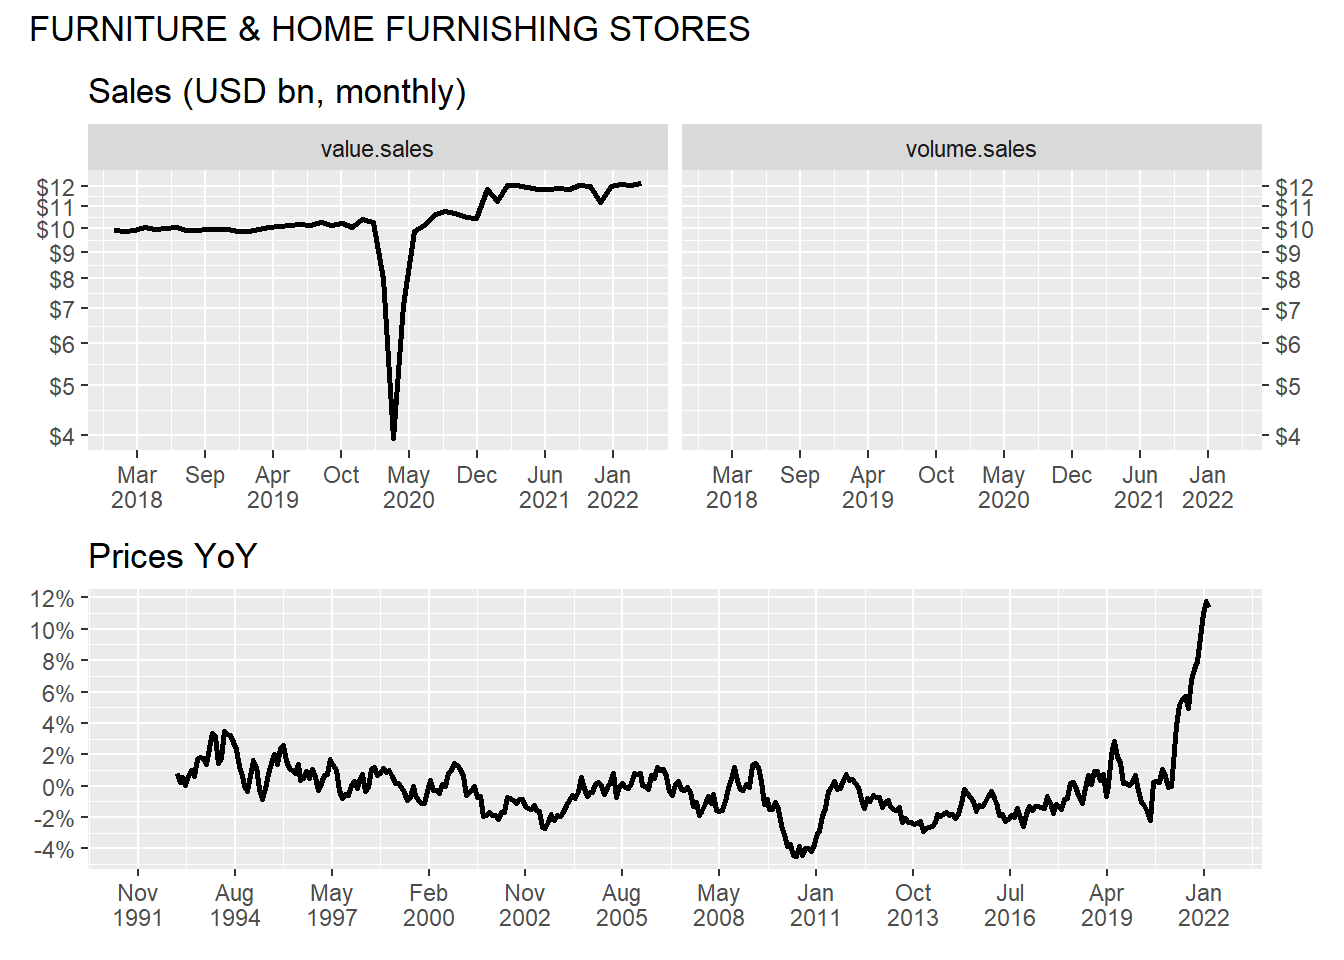 FURNITURE & HOME FURNISHING STORES
Sales (USD bn, monthly)
value.sales volume.sales
$12 $12
$11 $11
$10 $10
$9 $9
$8 $8
$7 $7
$6 $6
$5 $5
$4 $4
Mar Sep Apr Oct May Dec Jun Jan Mar Sep Apr Oct May Dec Jun Jan
2018 2019 2020 2021 2022 2018 2019 2020 2021 2022
Prices YoY
12%
10%
8%
6%
4%
2%
0%
-2%
-4%
Nov Aug May Feb Nov Aug May Jan Oct Jul Apr Jan
1991 1994 1997 2000 2002 2005 2008 2011 2013 2016 2019 2022